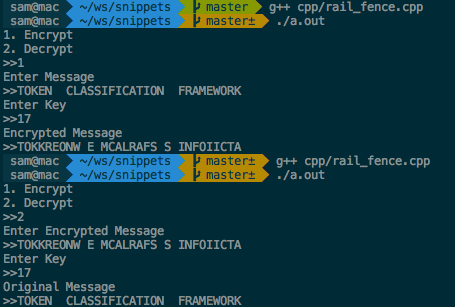 sam@mac ~/ws/snippets master g++ cpp/rail_fence.cpp
sam@mac ~/ws/snippets master± ./a.out
1. Encrypt
2. Decrypt
>>1
Enter Message
>>TOKEN  CLASSIFICATION  FRAMEWORK
Enter Key
>>17
Encrypted Message
>>TOKKREONW E MCALRAFS S INFOIICTA
sam@mac ~/ws/snippets master± g++ cpp/rail_fence.cpp
sam@mac ~/ws/snippets master± ./a.out
1. Encrypt
2. Decrypt
>>2
Enter Encrypted Message
>>TOKKREONW E MCALRAFS S INFOIICTA
Enter Key
>>17
Original Message
>>TOKEN  CLASSIFICATION  FRAMEWORK